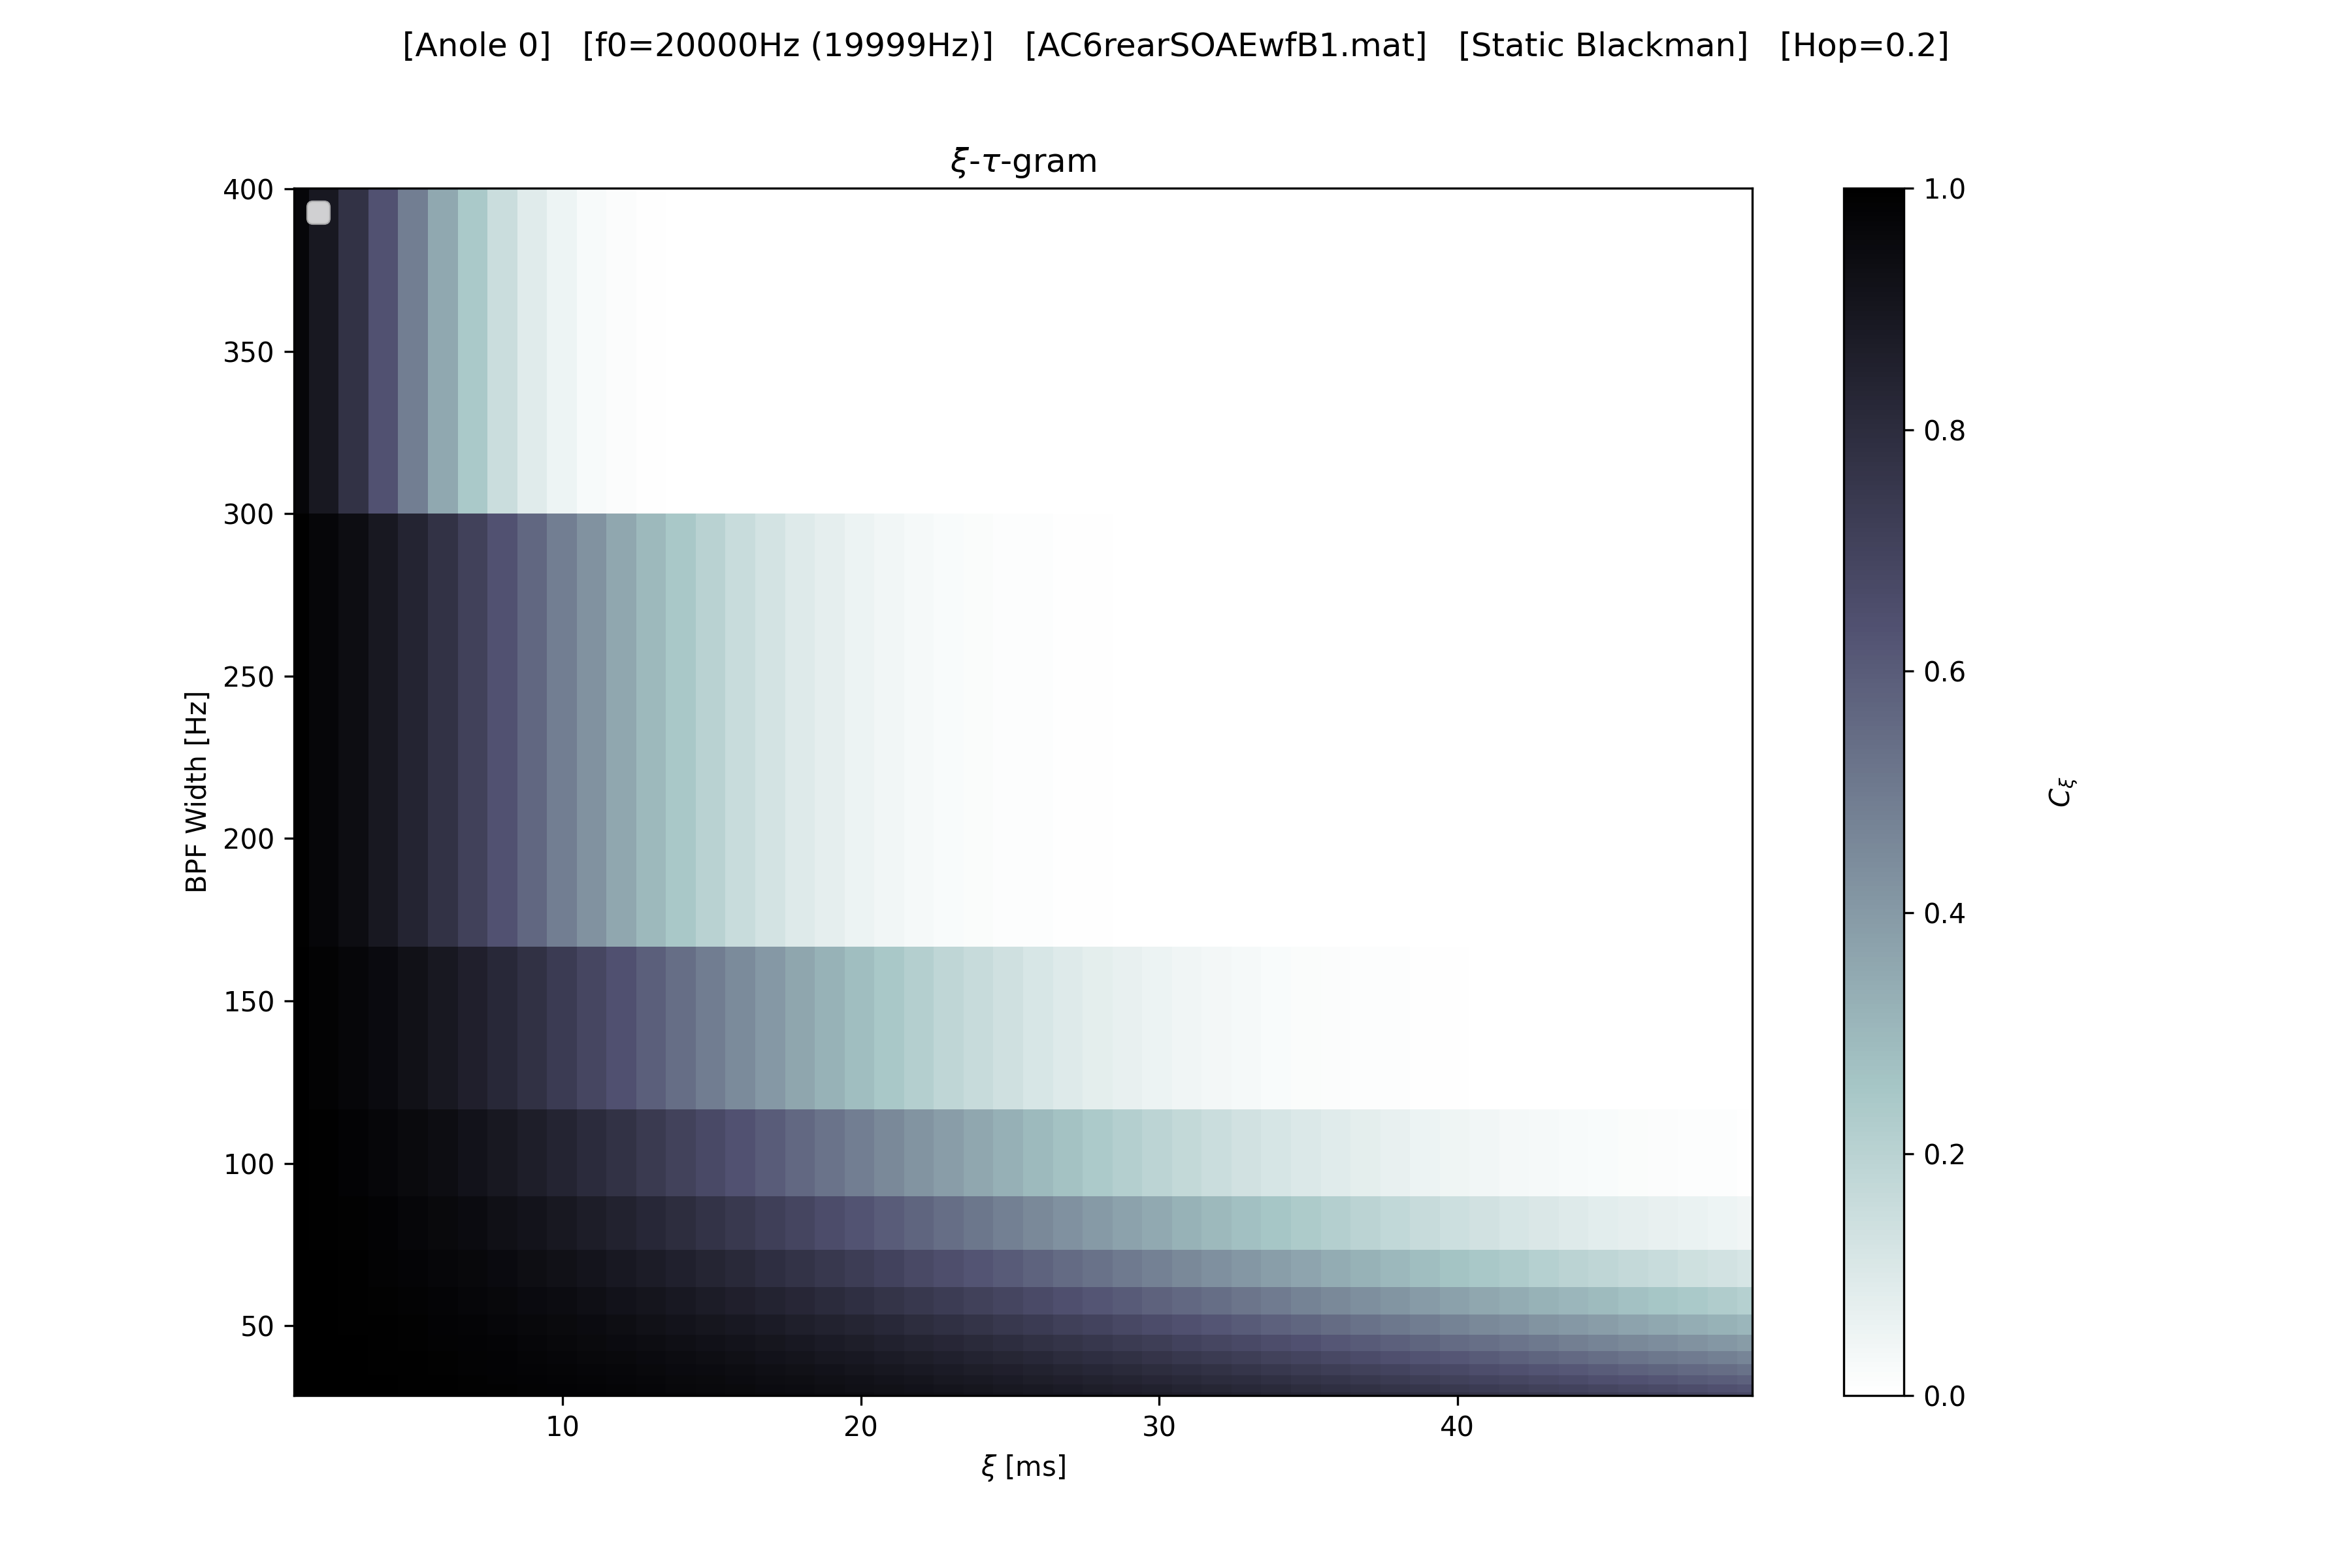 [Anole 0]   [f0=20000Hz (19999Hz)]   [AC6rearSOAEwfB1.mat]   [Static Blackman]   [Hop=0.2]
ξ-τ-gram
400
350
300
250
200
150
100
50
BPF Width [Hz]
10 20 30 40
ξ [ms]
1.0
0.8
0.6
0.4
0.2
0.0
C_ξ